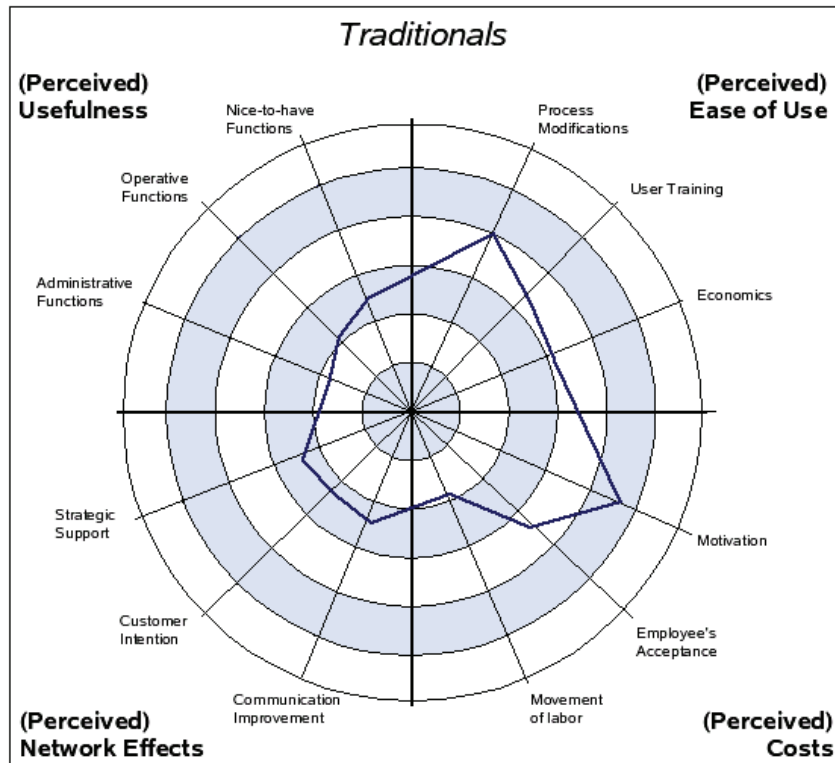 Traditionals
(Perceived)
Usefulness
(Perceived)
Ease of Use
Nice-to-have
Functions
Process
Modifications
Operative
Functions
User Training
Administrative
Functions
Economics
Strategic
Support
Motivation
Customer
Intention
Employee's
Acceptance
Communication
Improvement
Movement
of labor
(Perceived)
Network Effects
(Perceived)
Costs